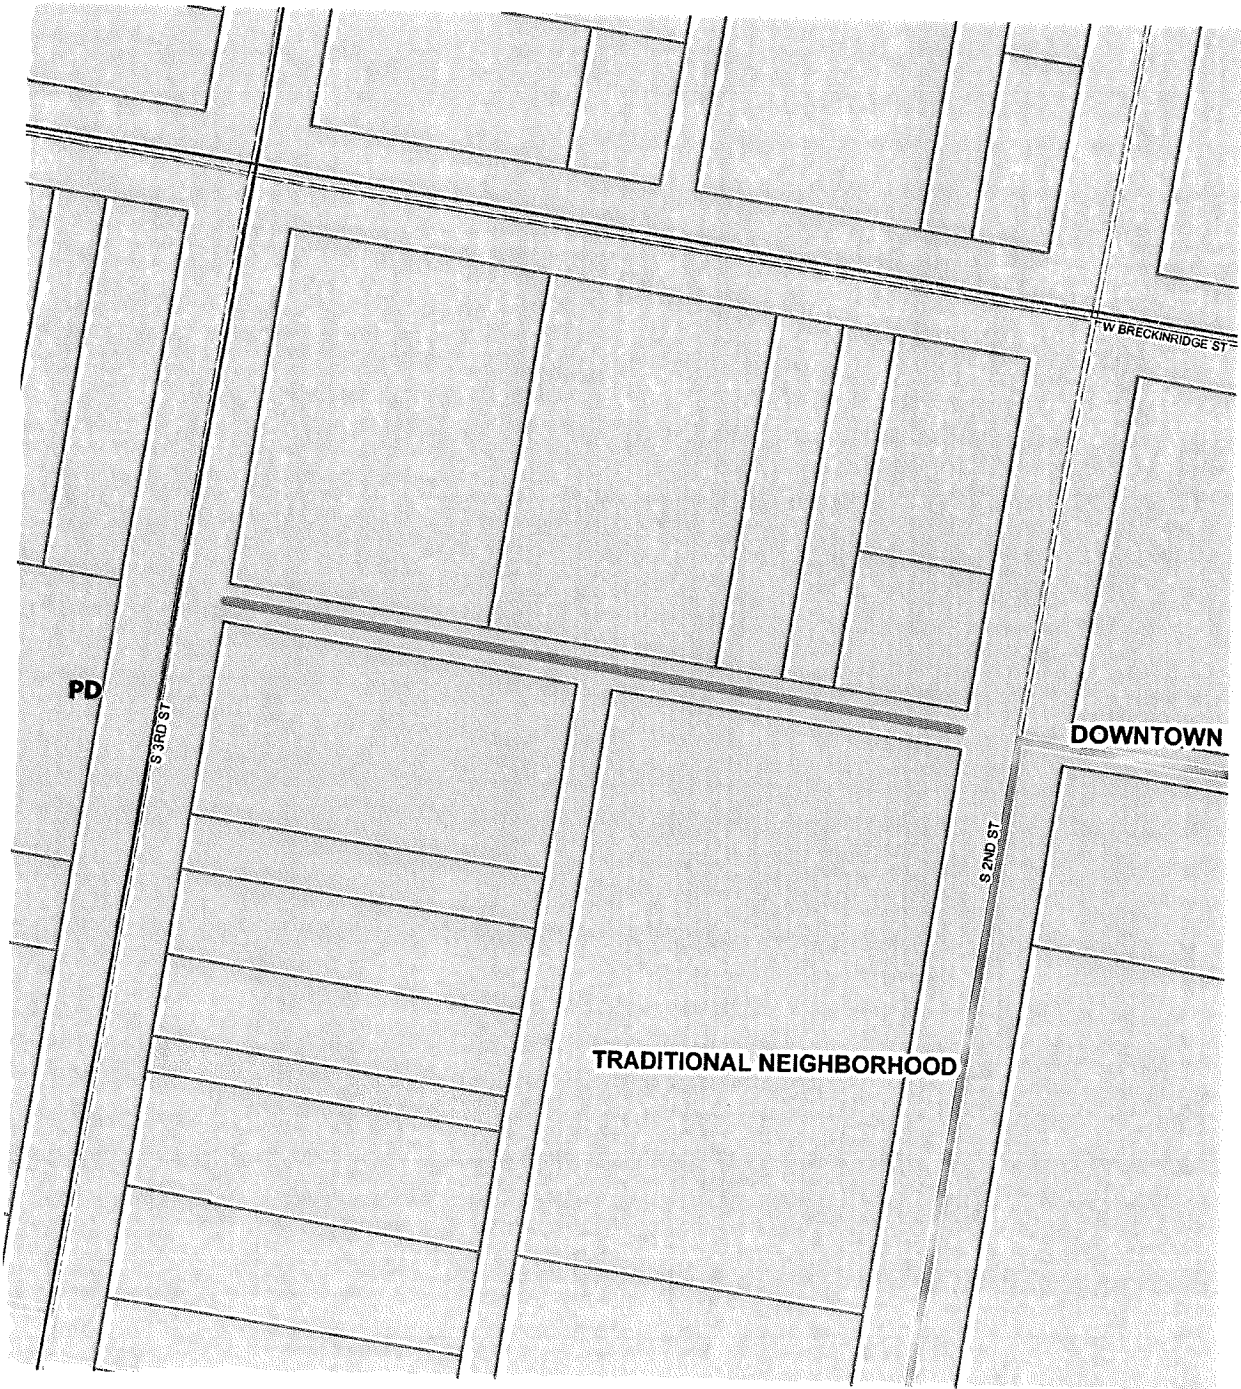 W BRECKINRIDGE ST
PD
S 3RD ST
DOWNTOWN
S 2ND ST
TRADITIONAL NEIGHBORHOOD